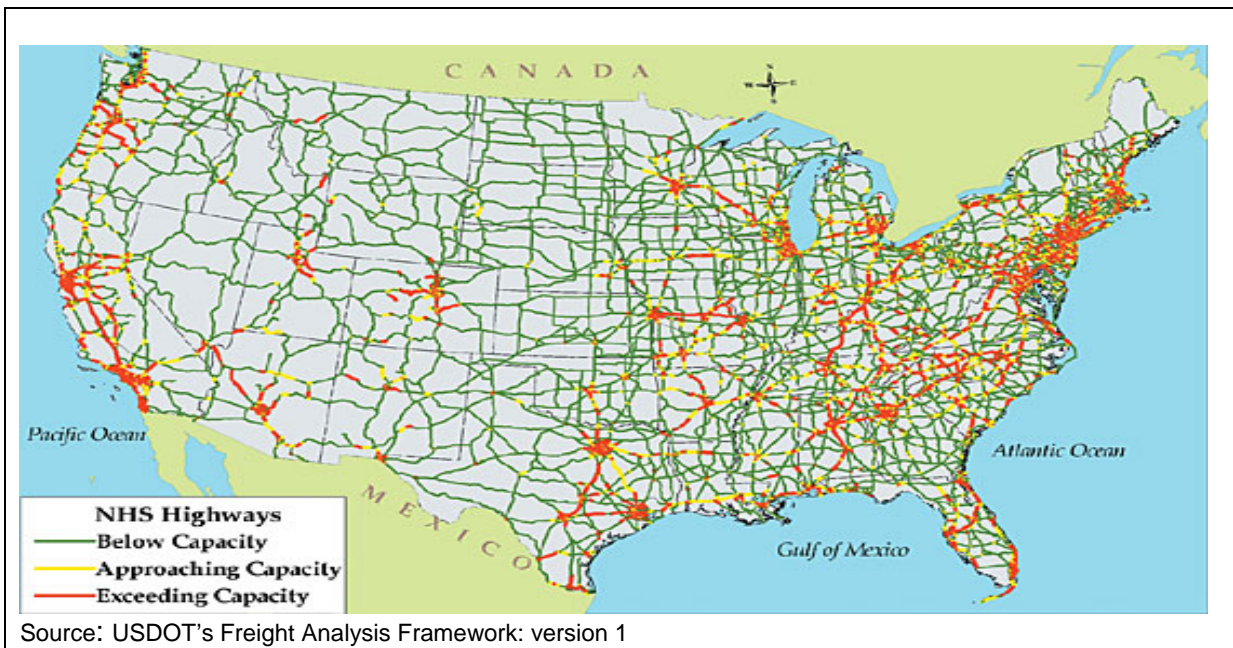 CANADA
N
W E
S
Pacific Ocean
Atlantic Ocean
MEXICO
Gulf of Mexico
NHS Highways
Below Capacity
Approaching Capacity
Exceeding Capacity
Source: USDOT's Freight Analysis Framework: version 1